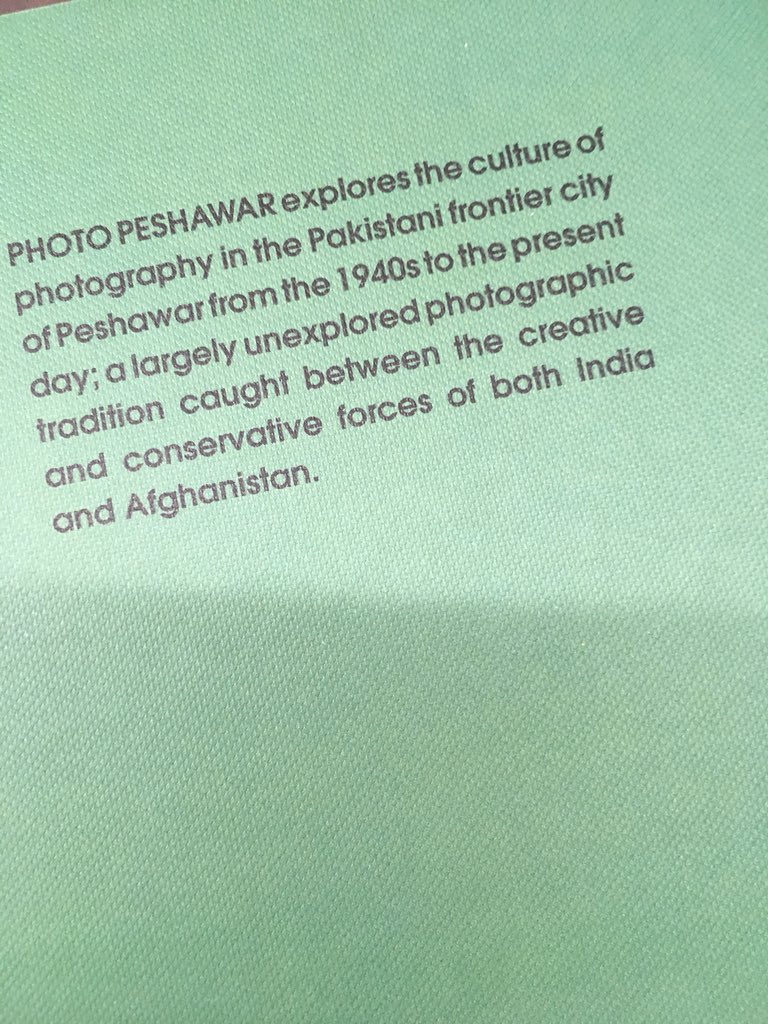 PHOTO PESHAWAR explores the culture of
photography in the Pakistani frontier city
of Peshawar from the 1940s to the present
day; a largely unexplored photographic
tradition caught between the creative
and conservative forces of both India
and Afghanistan.